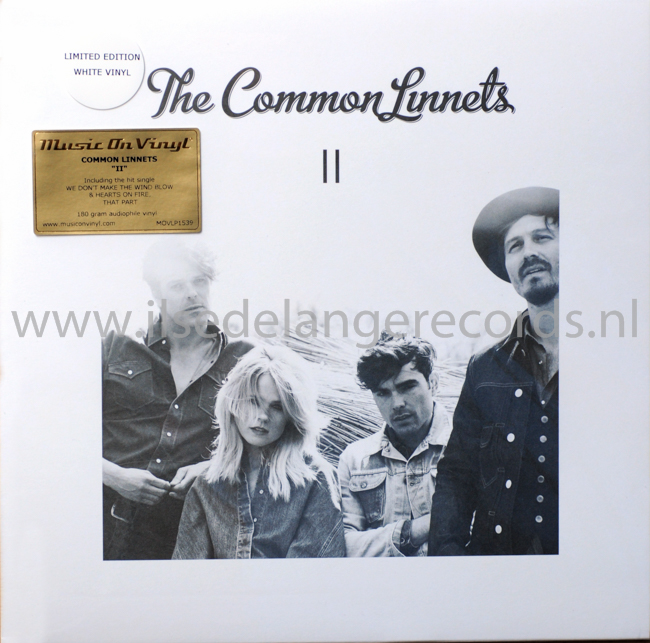 LIMITED EDITION
WHITE VINYL
The Common Linnets
II
Music On Vinyl
COMMON LINNETS
"II"
Including the hit single
WE DON'T MAKE THE WIND BLOW
& HEARTS ON FIRE,
THAT PART
180 gram audiophile vinyl
www.musiconvinyl.com MOVLP1539
www.ilsedelangerecords.nl